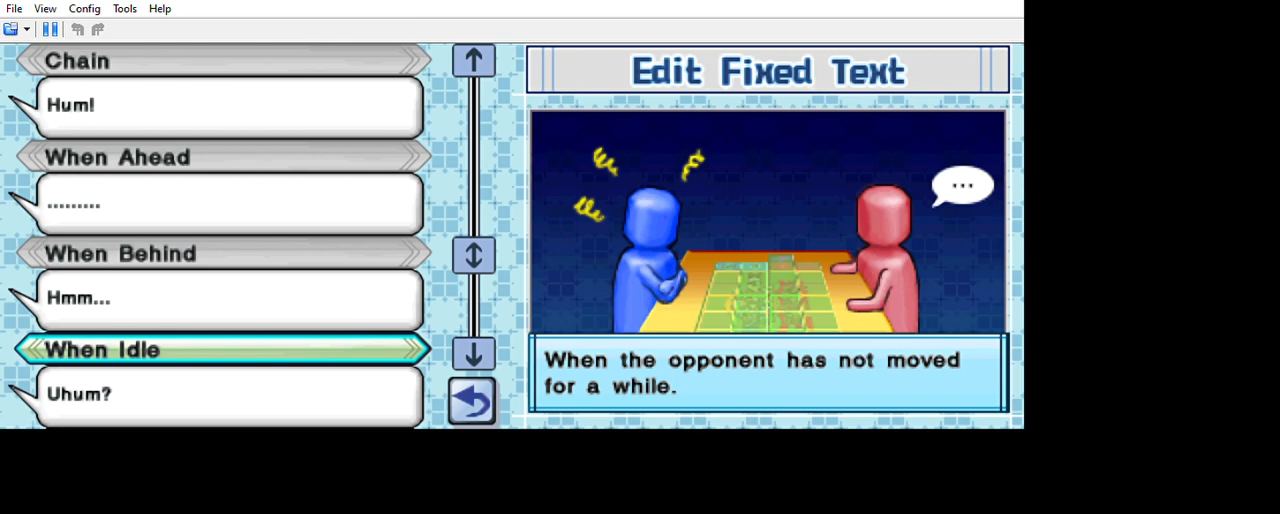 File View Config Tools Help
Chain
Hum!
When Ahead
.........
When Behind
Hmm...
When Idle
Uhum?
Edit Fixed Text
...
When the opponent has not moved
for a while.